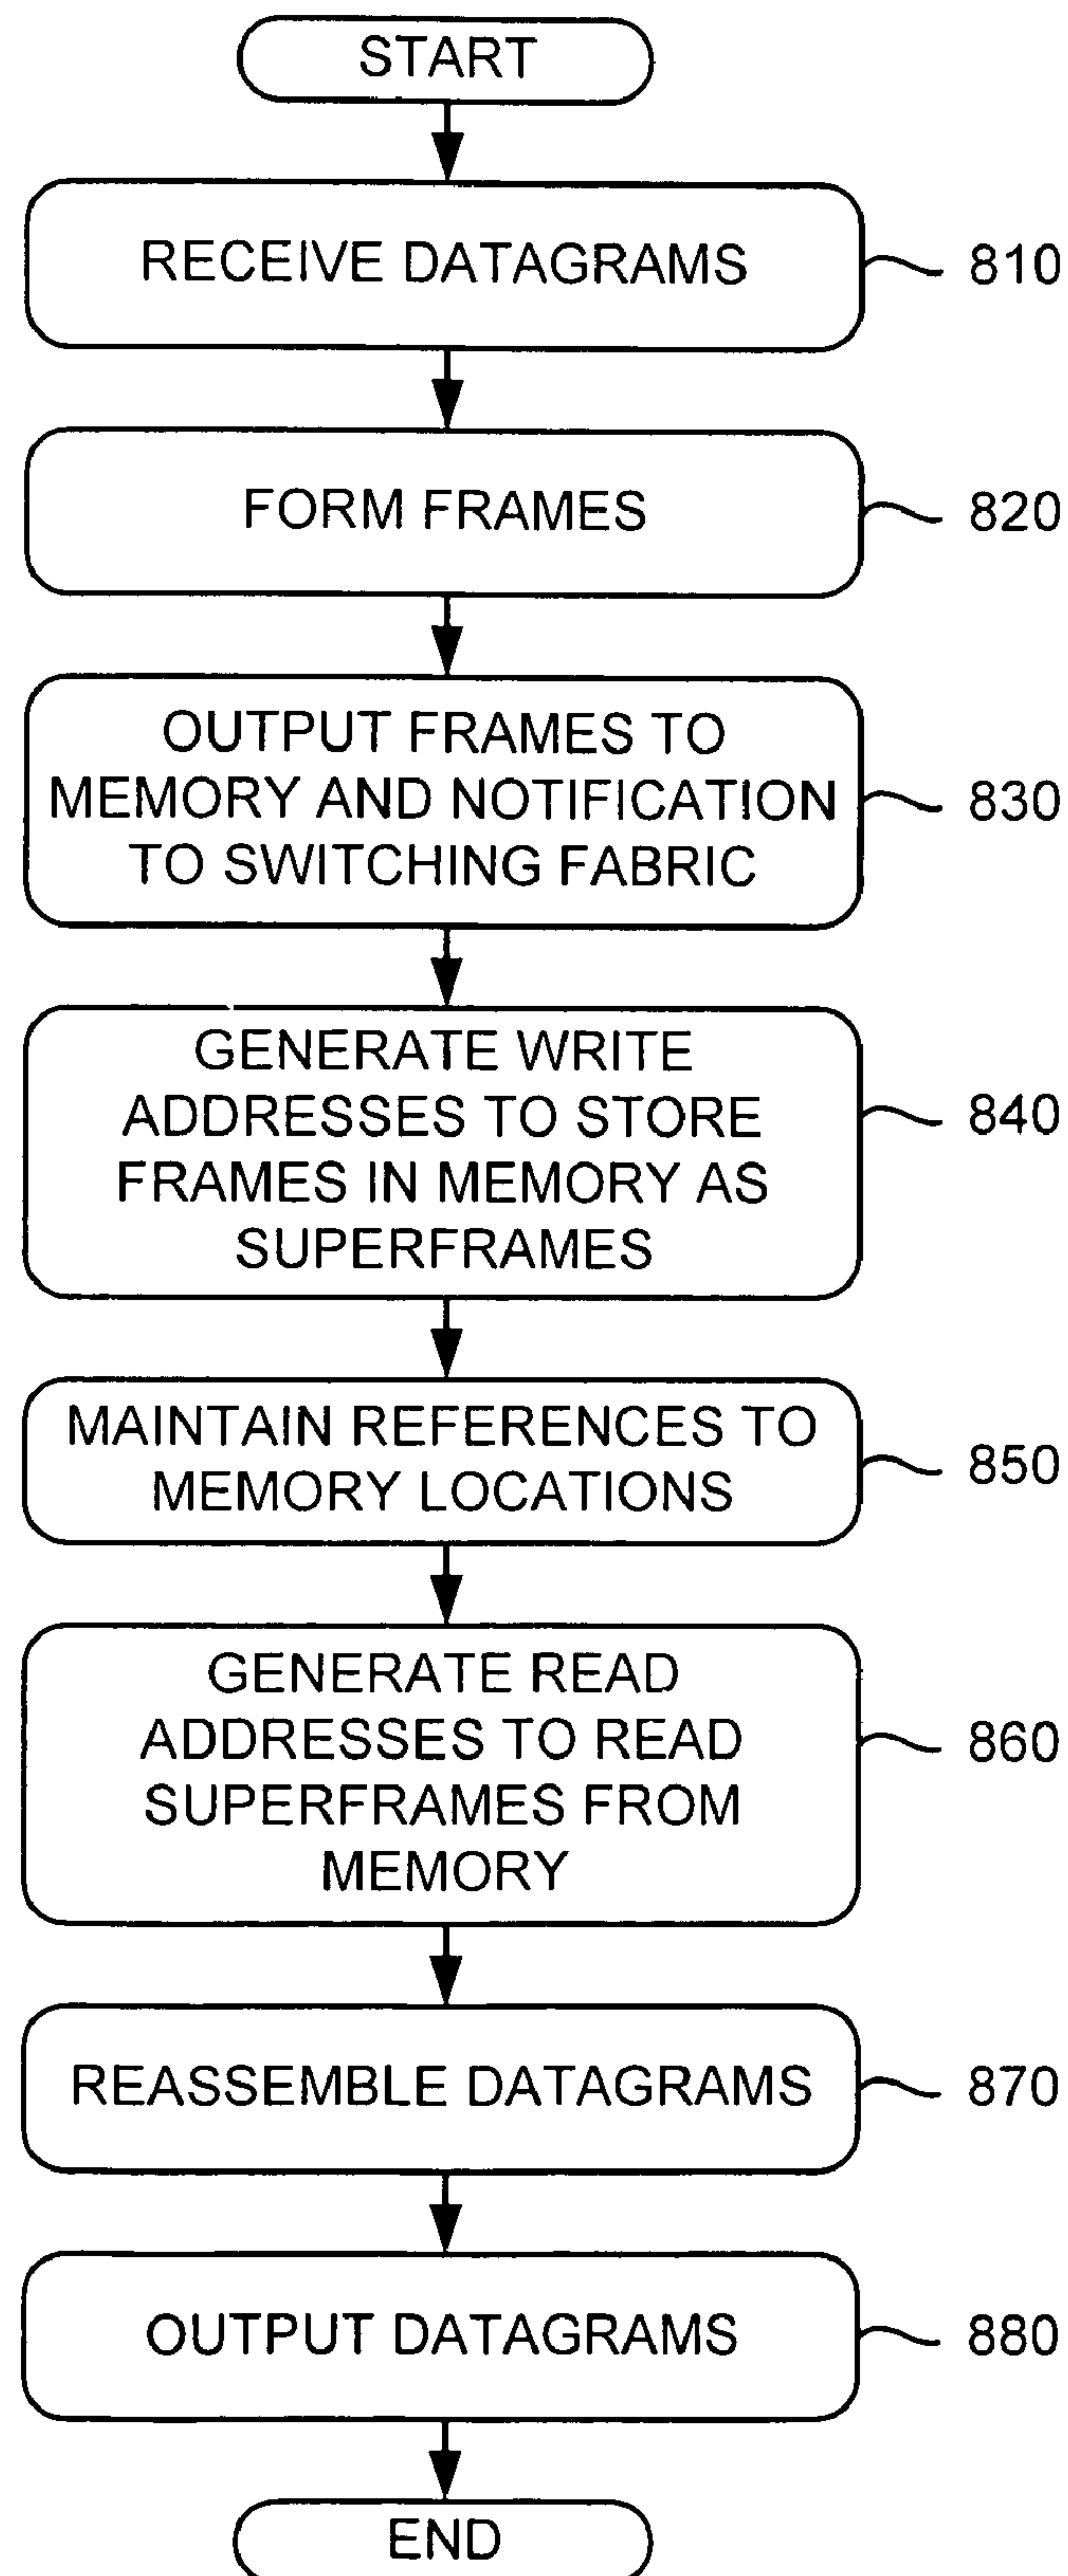 START
RECEIVE DATAGRAMS
810
FORM FRAMES
820
OUTPUT FRAMES TO
MEMORY AND NOTIFICATION
TO SWITCHING FABRIC
830
GENERATE WRITE
ADDRESSES TO STORE
FRAMES IN MEMORY AS
SUPERFRAMES
840
MAINTAIN REFERENCES TO
MEMORY LOCATIONS
850
GENERATE READ
ADDRESSES TO READ
SUPERFRAMES FROM
MEMORY
860
REASSEMBLE DATAGRAMS
870
OUTPUT DATAGRAMS
880
END